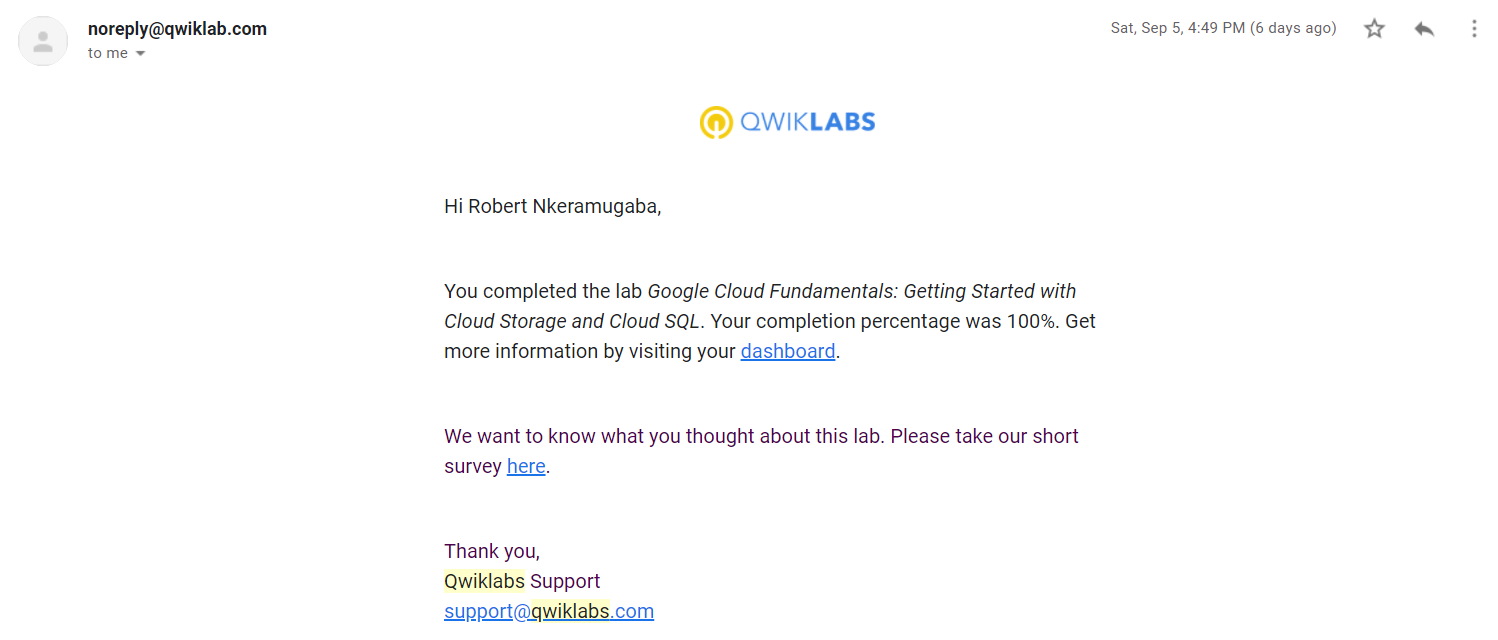 noreply@qwiklab.com
Sat, Sep 5, 4:49 PM (6 days ago)
to me
QWIKLABS
Hi Robert Nkeramugaba,
You completed the lab Google Cloud Fundamentals: Getting Started with
Cloud Storage and Cloud SQL. Your completion percentage was 100%. Get
more information by visiting your dashboard.
We want to know what you thought about this lab. Please take our short
survey here.
Thank you,
Qwiklabs Support
support@qwiklabs.com